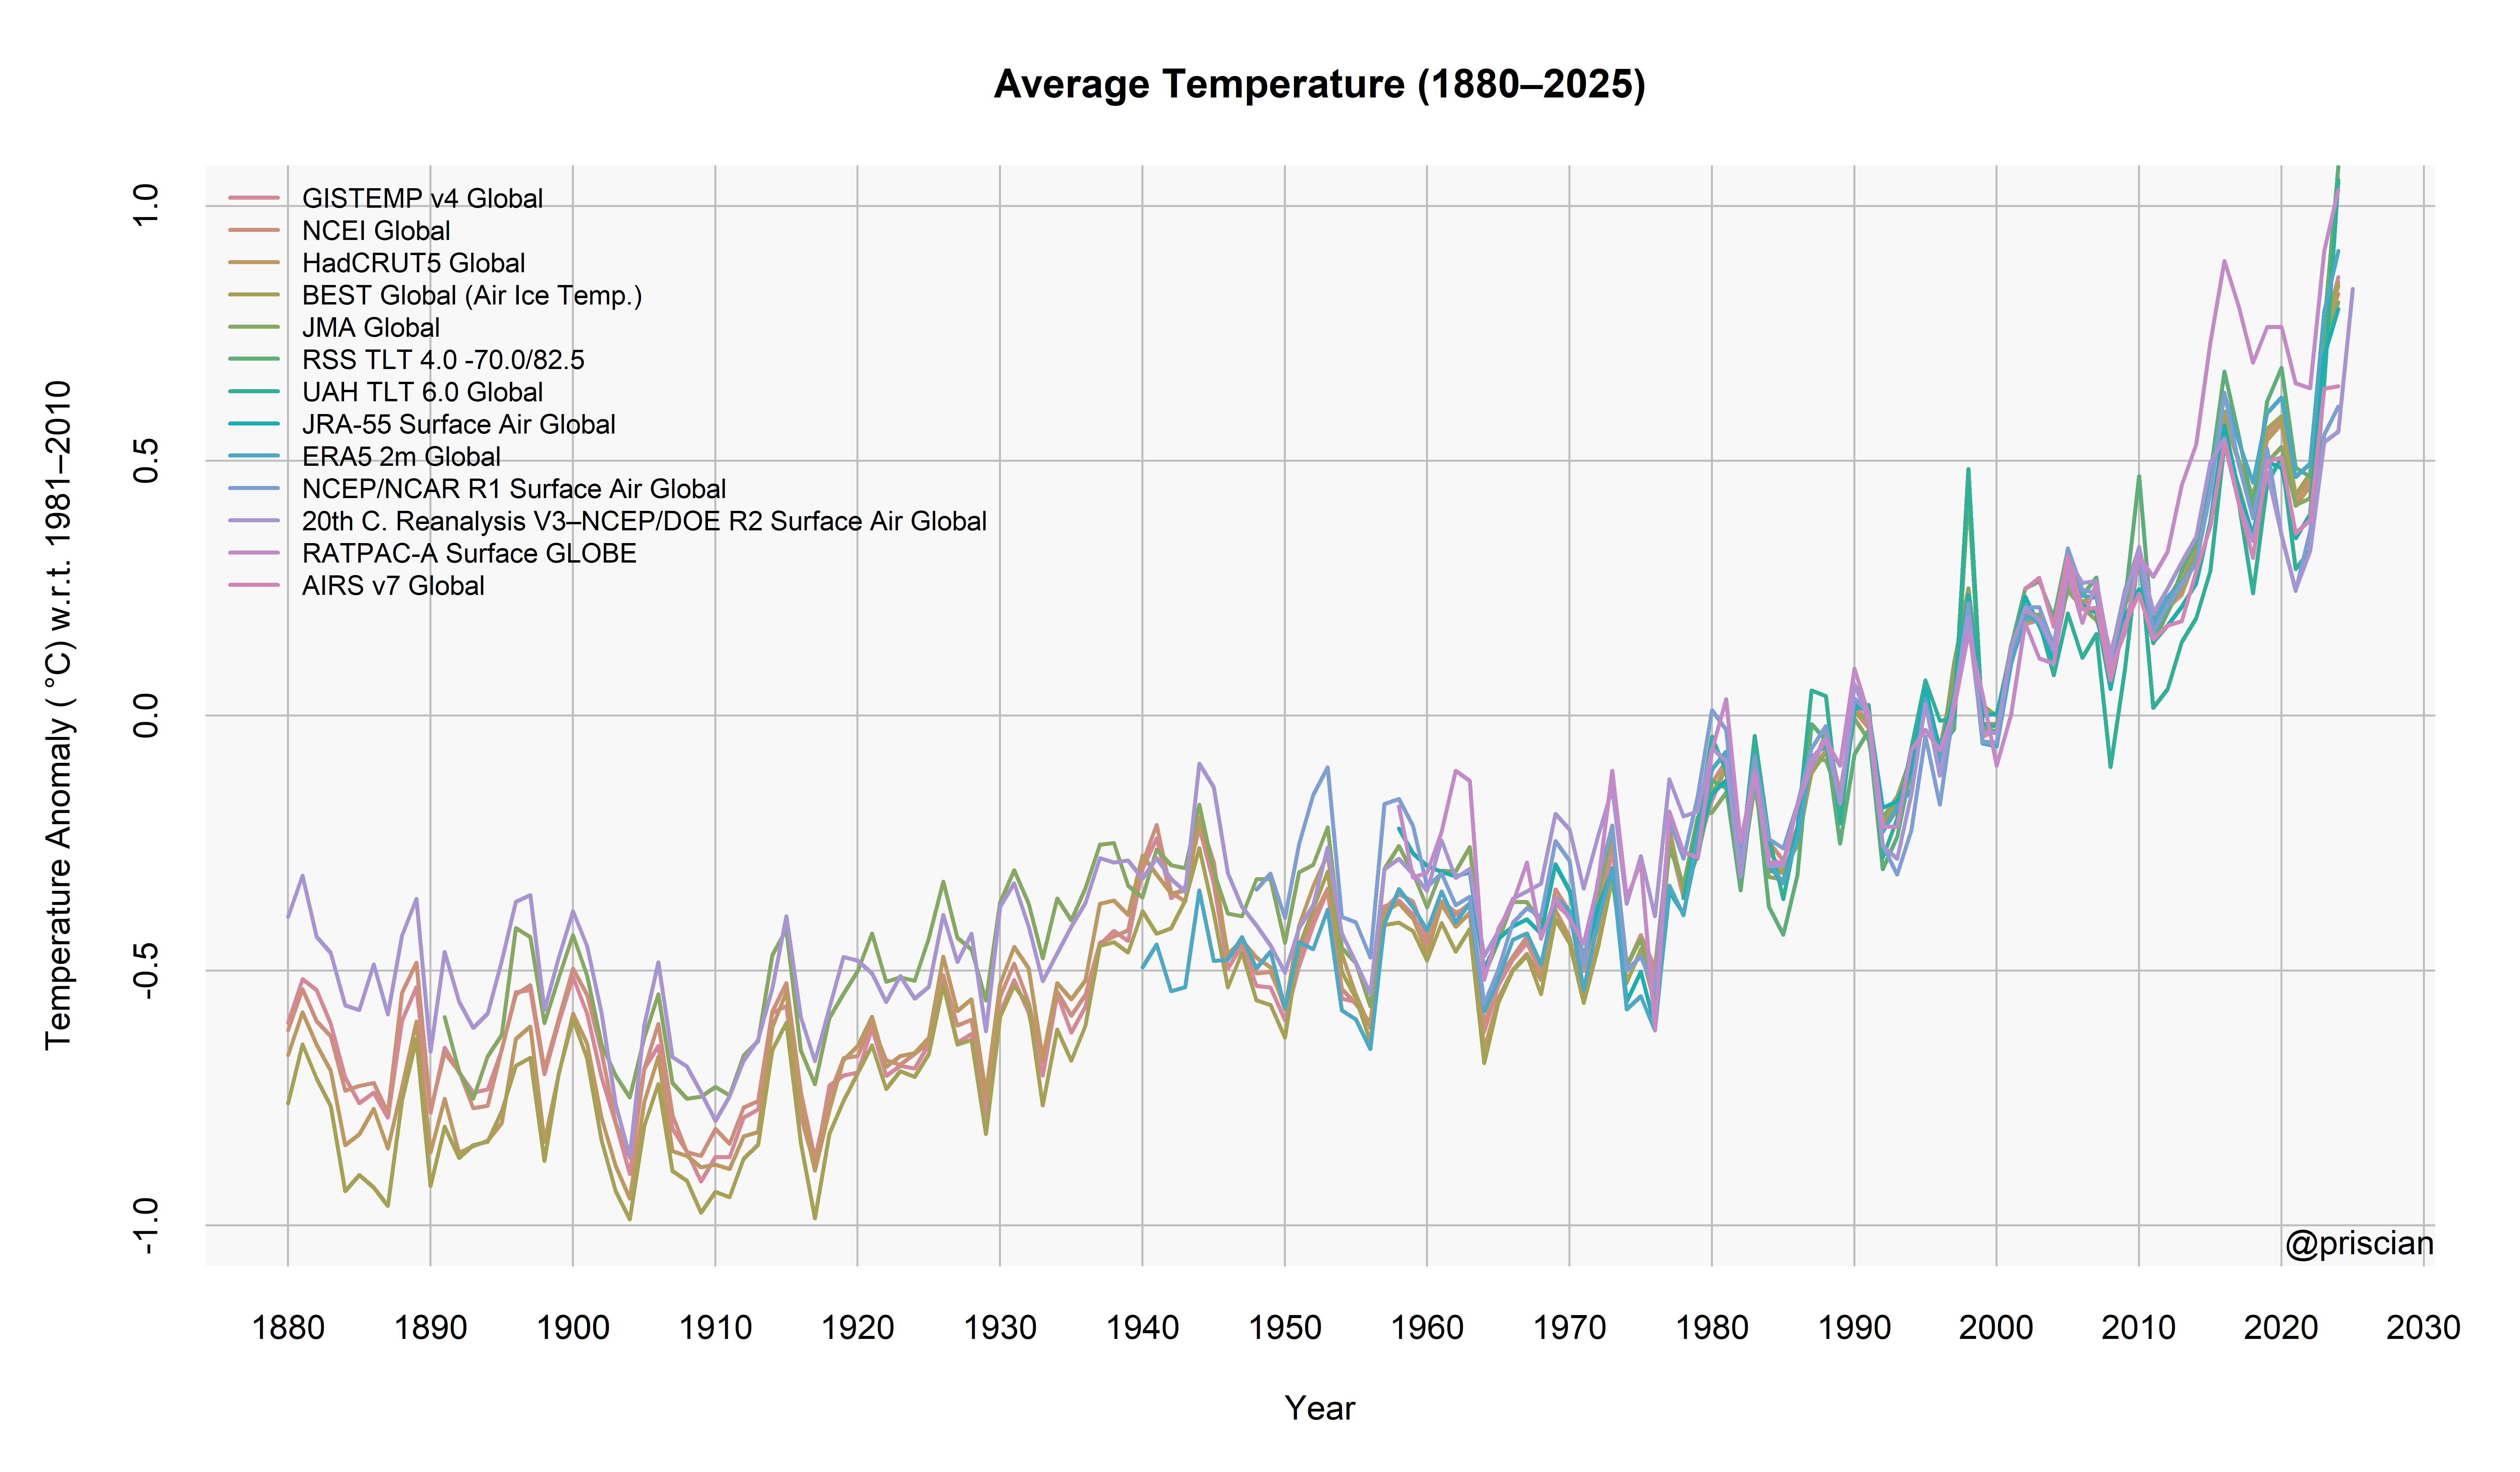 Average Temperature (1880–2025)
1.0
0.5
0.0
-0.5
-1.0
Temperature Anomaly (°C) w.r.t. 1981–2010
GISTEMP v4 Global
NCEI Global
HadCRUT5 Global
BEST Global (Air Ice Temp.)
JMA Global
RSS TLT 4.0 -70.0/82.5
UAH TLT 6.0 Global
JRA-55 Surface Air Global
ERA5 2m Global
NCEP/NCAR R1 Surface Air Global
20th C. Reanalysis V3–NCEP/DOE R2 Surface Air Global
RATPAC-A Surface GLOBE
AIRS v7 Global
@priscian
1880 1890 1900 1910 1920 1930 1940 1950 1960 1970 1980 1990 2000 2010 2020 2030
Year